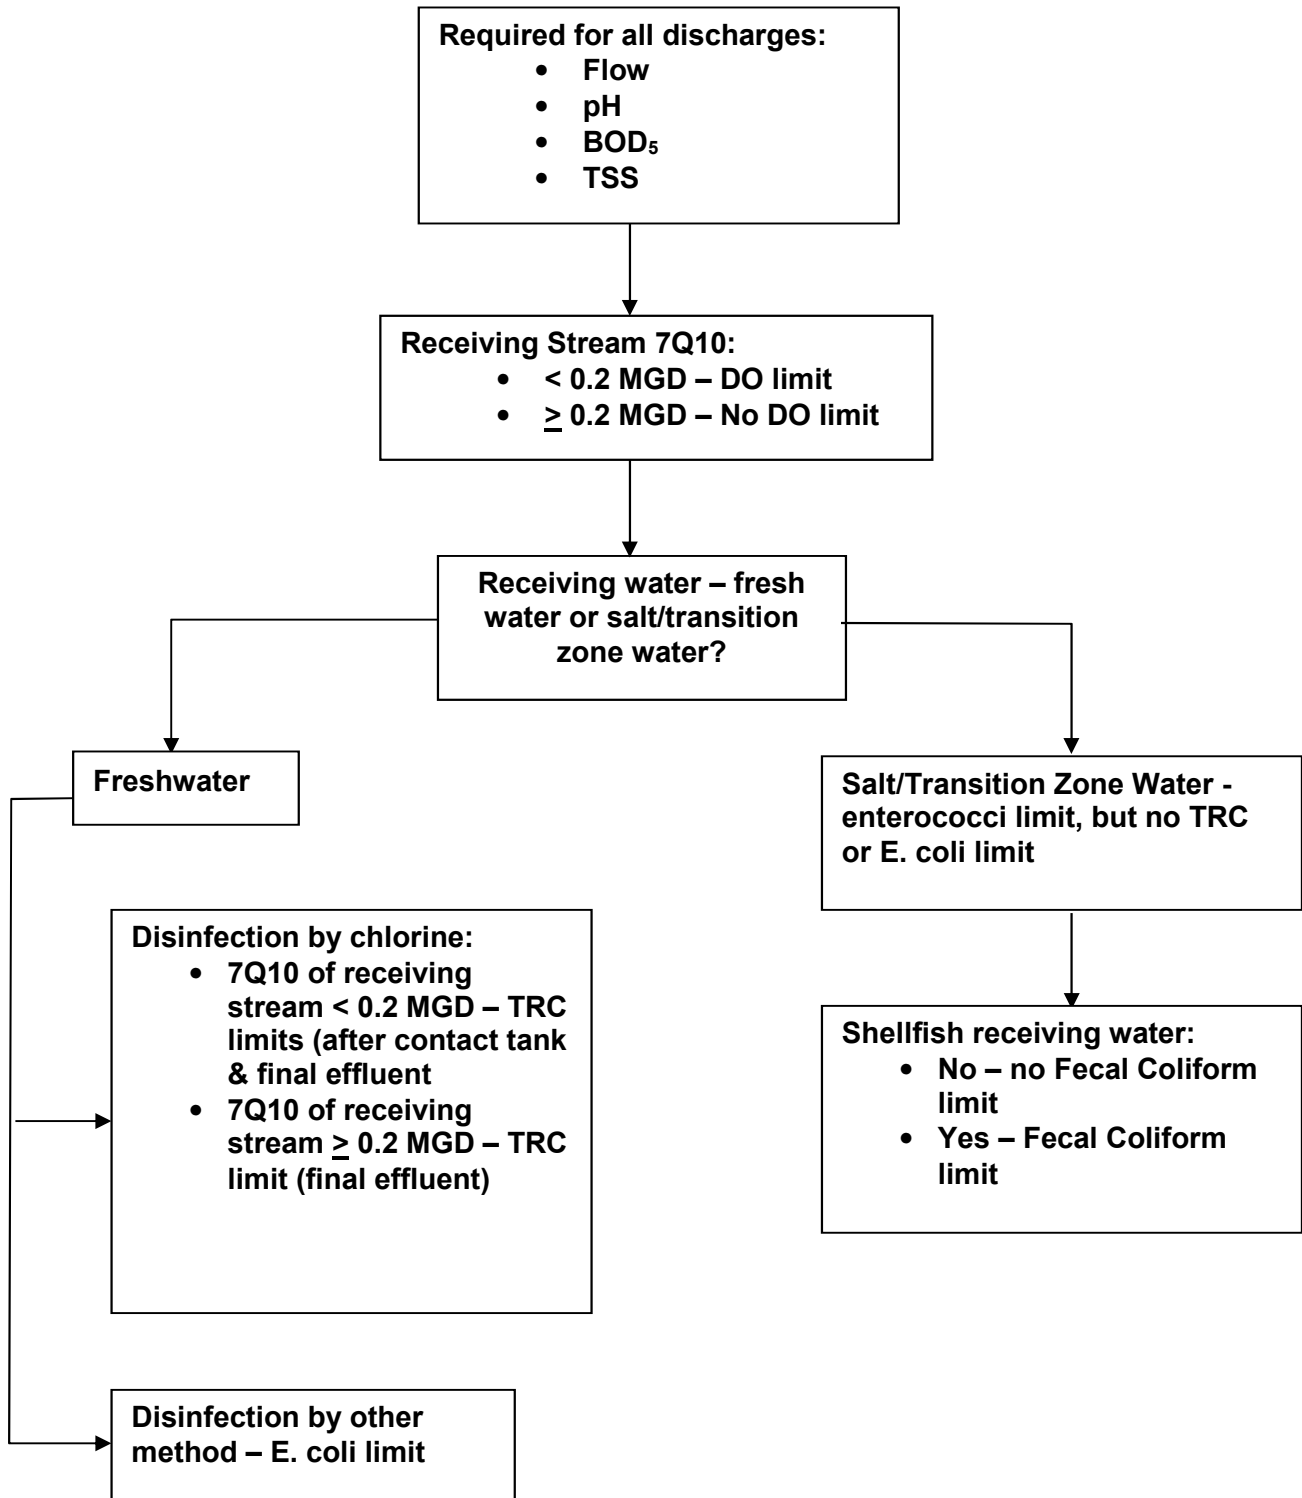 Required for all discharges:
• Flow
• pH
• BOD₅
• TSS
Receiving Stream 7Q10:
• < 0.2 MGD – DO limit
• ≥ 0.2 MGD – No DO limit
Receiving water – fresh
water or salt/transition
zone water?
Freshwater
Salt/Transition Zone Water -
enterococci limit, but no TRC
or E. coli limit
Disinfection by chlorine:
• 7Q10 of receiving
stream < 0.2 MGD – TRC
limits (after contact tank
& final effluent
• 7Q10 of receiving
stream ≥ 0.2 MGD – TRC
limit (final effluent)
Shellfish receiving water:
• No – no Fecal Coliform
limit
• Yes – Fecal Coliform
limit
Disinfection by other
method – E. coli limit